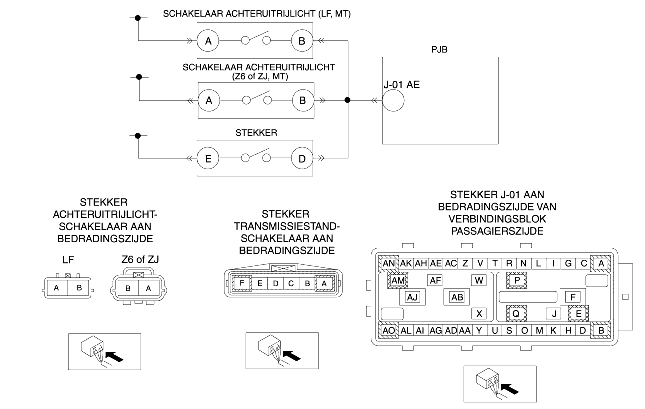 SCHAKELAAR ACHTERUITRIJLICHT (LF, MT)
A B
PJB
SCHAKELAAR ACHTERUITRIJLICHT
(Z6 of ZJ, MT)
A B
J-01 AE
STEKKER
E D
STEKKER
ACHTERUITRIJLICHT-
SCHAKELAAR AAN
BEDRADINGSZIJDE
LF Z6 of ZJ
A B B A
STEKKER
TRANSMISSIESTAND-
SCHAKELAAR AAN
BEDRADINGSZIJDE
F E D C B A
STEKKER J-01 AAN
BEDRADINGSZIJDE VAN
VERBINDINGSBLOK
PASSAGIERSZIJDE
AN AK AH AE AC Z V T R N L I G C A
AM AF W P
AJ AB F
X Q J E
AO AL AI AG AD AA Y U S O M K H D B